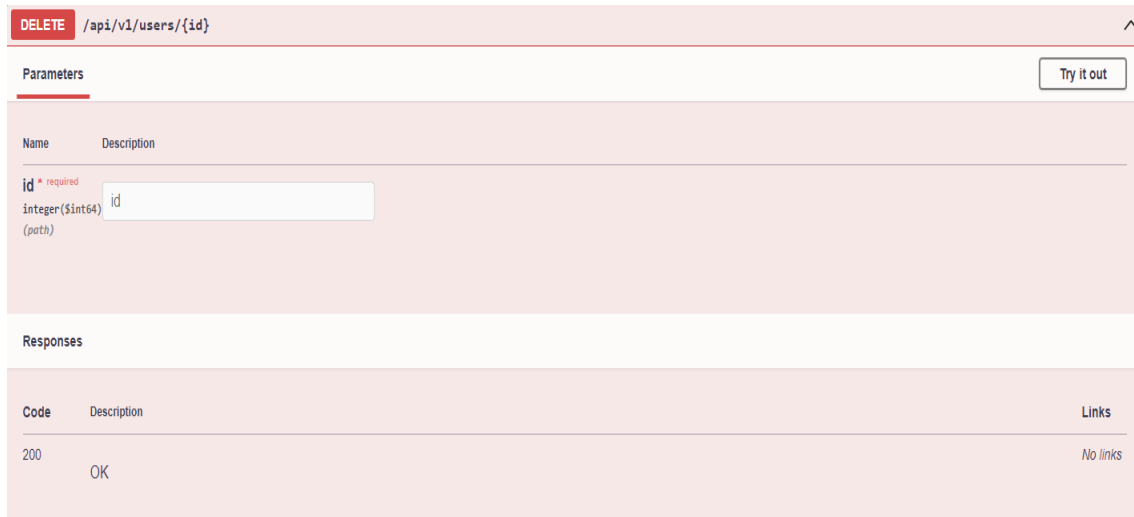 DELETE /api/v1/users/{id}
Parameters
Try it out
Name Description
id * required
integer($int64)
(path)
id
Responses
Code Description Links
200 OK No links